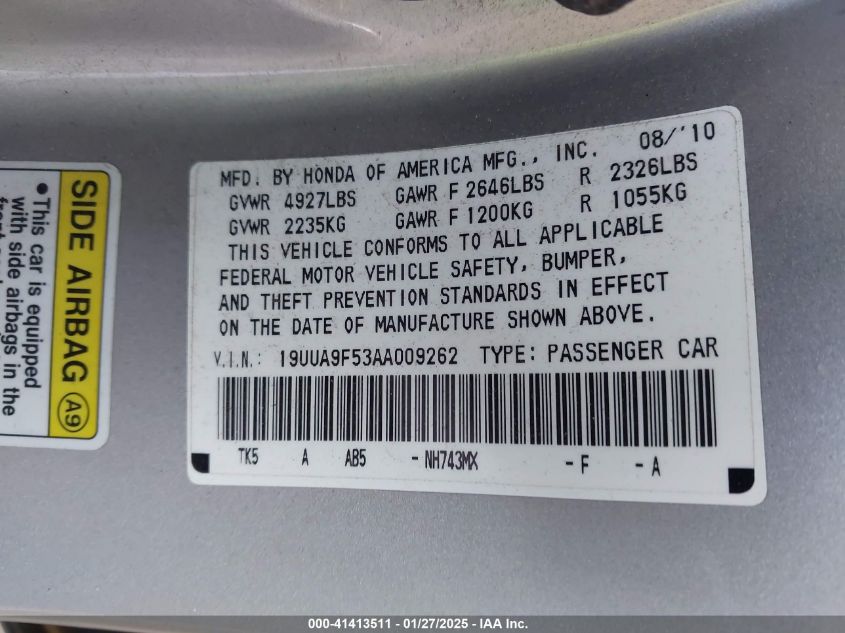 SIDE AIRBAG A9
•This car is equipped
with side airbags in the
MFD. BY HONDA OF AMERICA MFG., INC. 08/'10
GVWR 4927LBS GAWR F 2646LBS R 2326LBS
GVWR 2235KG GAWR F 1200KG R 1055KG
THIS VEHICLE CONFORMS TO ALL APPLICABLE
FEDERAL MOTOR VEHICLE SAFETY, BUMPER,
AND THEFT PREVENTION STANDARDS IN EFFECT
ON THE DATE OF MANUFACTURE SHOWN ABOVE.
V.I.N.: 19UUA9F53AA009262 TYPE: PASSENGER CAR
TK5 A AB5 -NH743MX -F -A
000-41413511 / 01/27/2025 - IAA Inc.